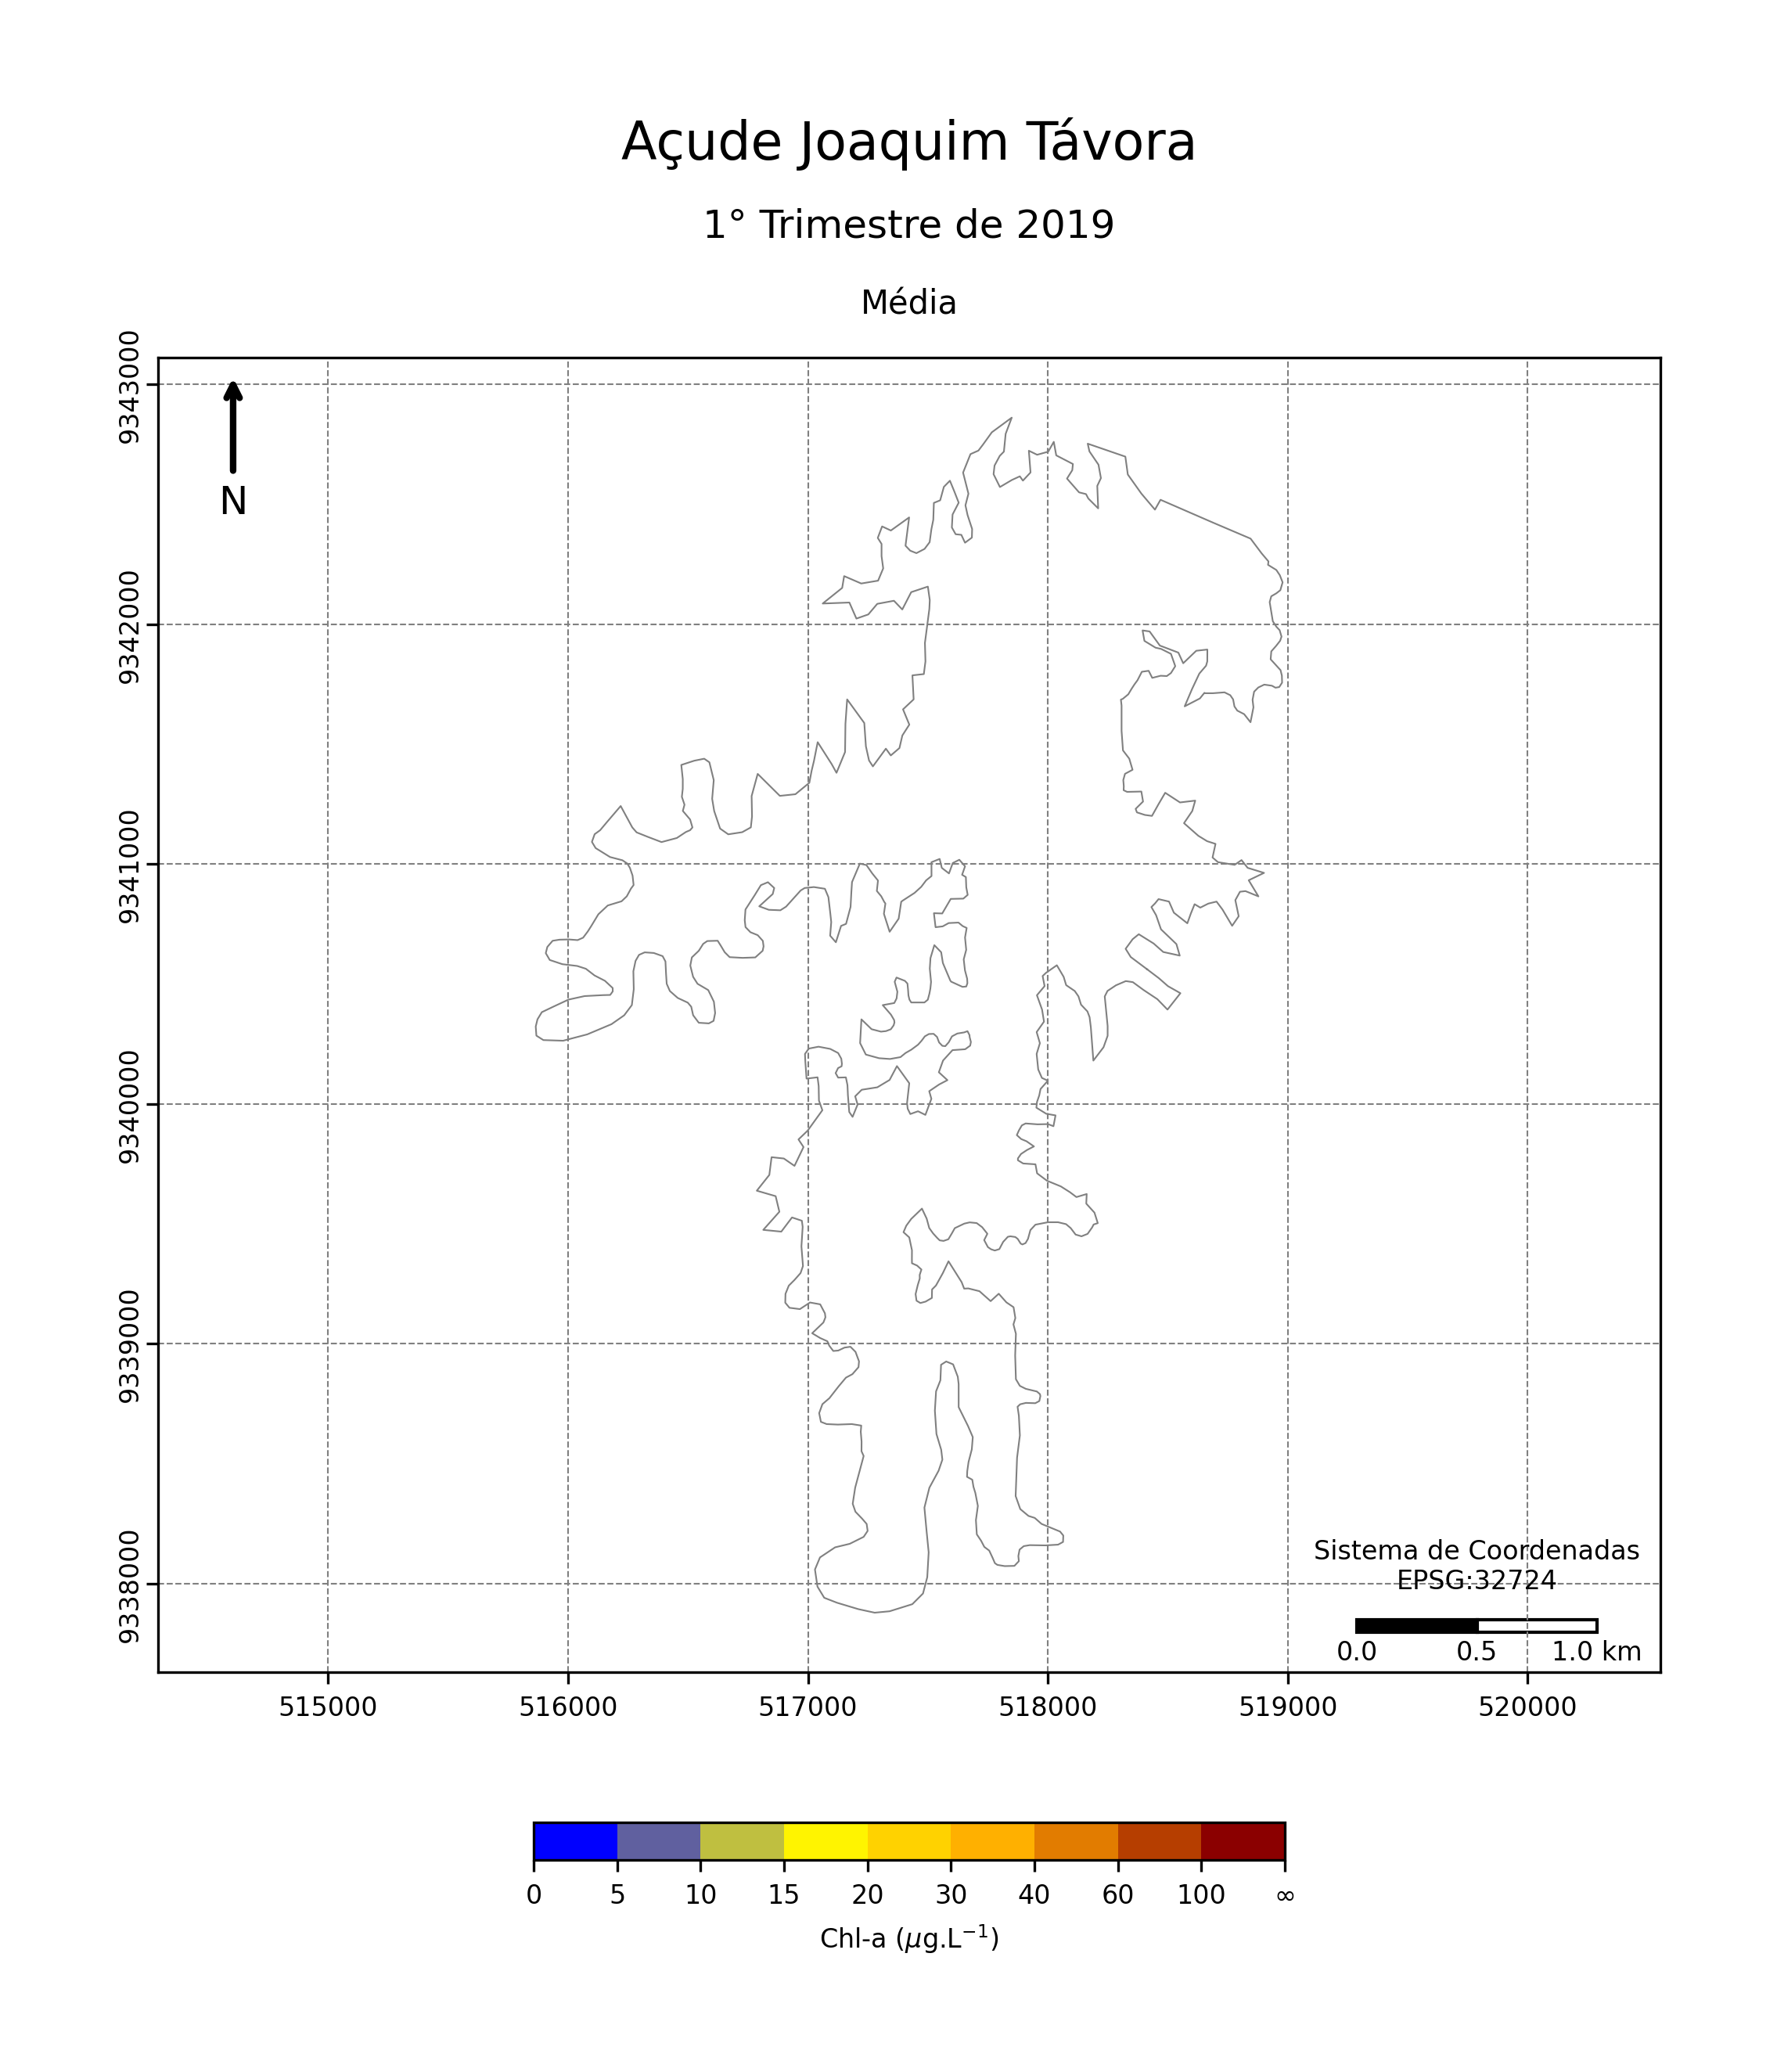 Açude Joaquim Távora
1° Trimestre de 2019
Média
9343000
9342000
9341000
9340000
9339000
9338000
N
Sistema de Coordenadas
EPSG:32724
0.0 0.5 1.0 km
515000 516000 517000 518000 519000 520000
0 5 10 15 20 30 40 60 100 ∞
Chl-a (μg.L⁻¹)